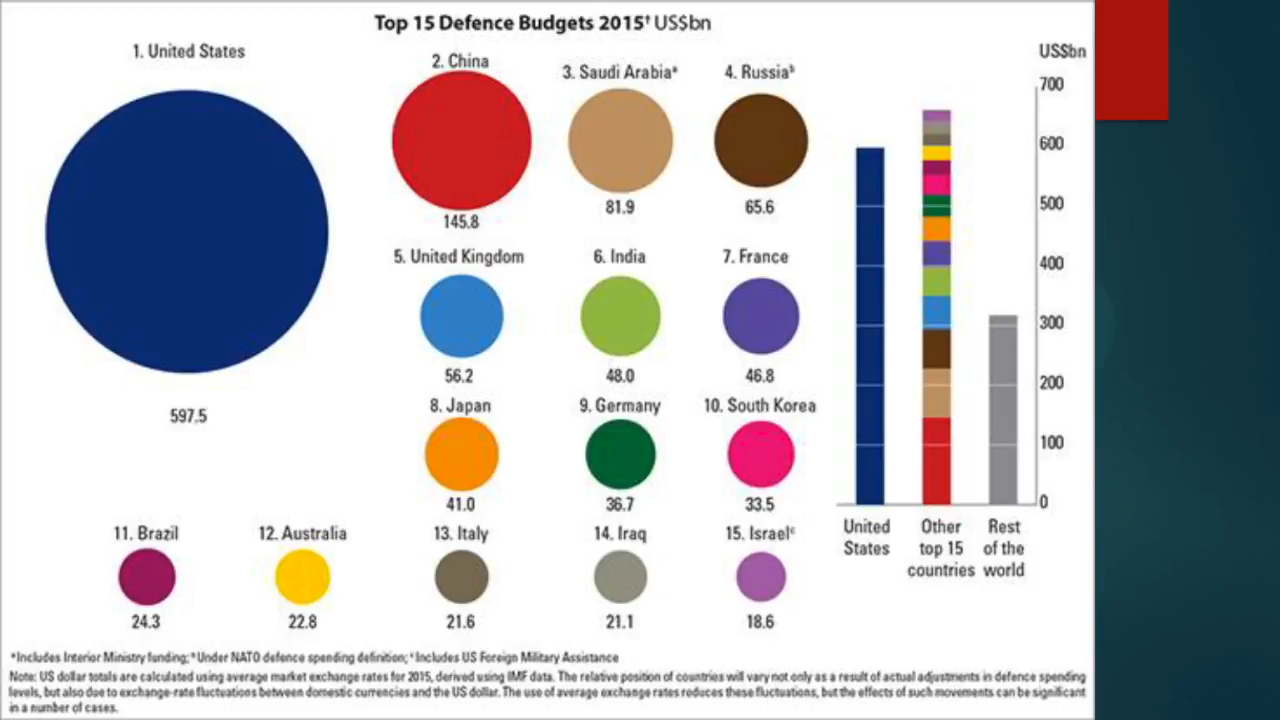 Top 15 Defence Budgets 2015† US$bn
1. United States
597.5
2. China
145.8
3. Saudi Arabiaª
81.9
4. Russiaᵇ
65.6
5. United Kingdom
56.2
6. India
48.0
7. France
46.8
8. Japan
41.0
9. Germany
36.7
10. South Korea
33.5
11. Brazil
24.3
12. Australia
22.8
13. Italy
21.6
14. Iraq
21.1
15. Israelᶜ
18.6
US$bn
700
600
500
400
300
200
100
0
United
States
Other
top 15
countries
Rest
of the
world
ªIncludes Interior Ministry funding; ᵇUnder NATO defence spending definition; ᶜIncludes US Foreign Military Assistance
Note: US dollar totals are calculated using average market exchange rates for 2015, derived using IMF data. The relative position of countries will vary not only as a result of actual adjustments in defence spending
levels, but also due to exchange-rate fluctuations between domestic currencies and the US dollar. The use of average exchange rates reduces these fluctuations, but the effects of such movements can be significant
in a number of cases.